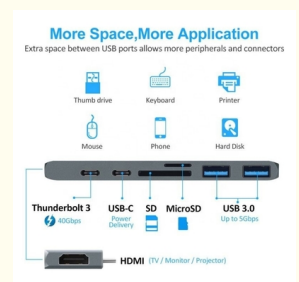 More Space,More Application
Extra space between USB ports allows more peripherals and connectors
Thumb drive
Keyboard
Printer
Mouse
Phone
Hard Disk
Thunderbolt 3
USB-C
SD
MicroSD
USB 3.0
40Gbps
Power
Delivery
Up to 5Gbps
HDMI (TV / Monitor / Projector)